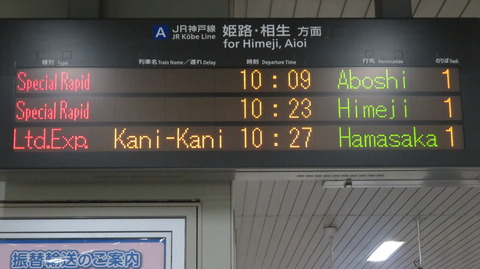 A JR神戸線 姫路・相生 方面
JR Kōbe Line for Himeji, Aioi
種別 Type 列車名 Train Name / 遅れ Delay 時刻 Departure Time 行先 Destination のりば Track
Special Rapid 10:09 Aboshi 1
Special Rapid 10:23 Himeji 1
Ltd.Exp. Kani-Kani 10:27 Hamasaka 1
振替輸送のご案内